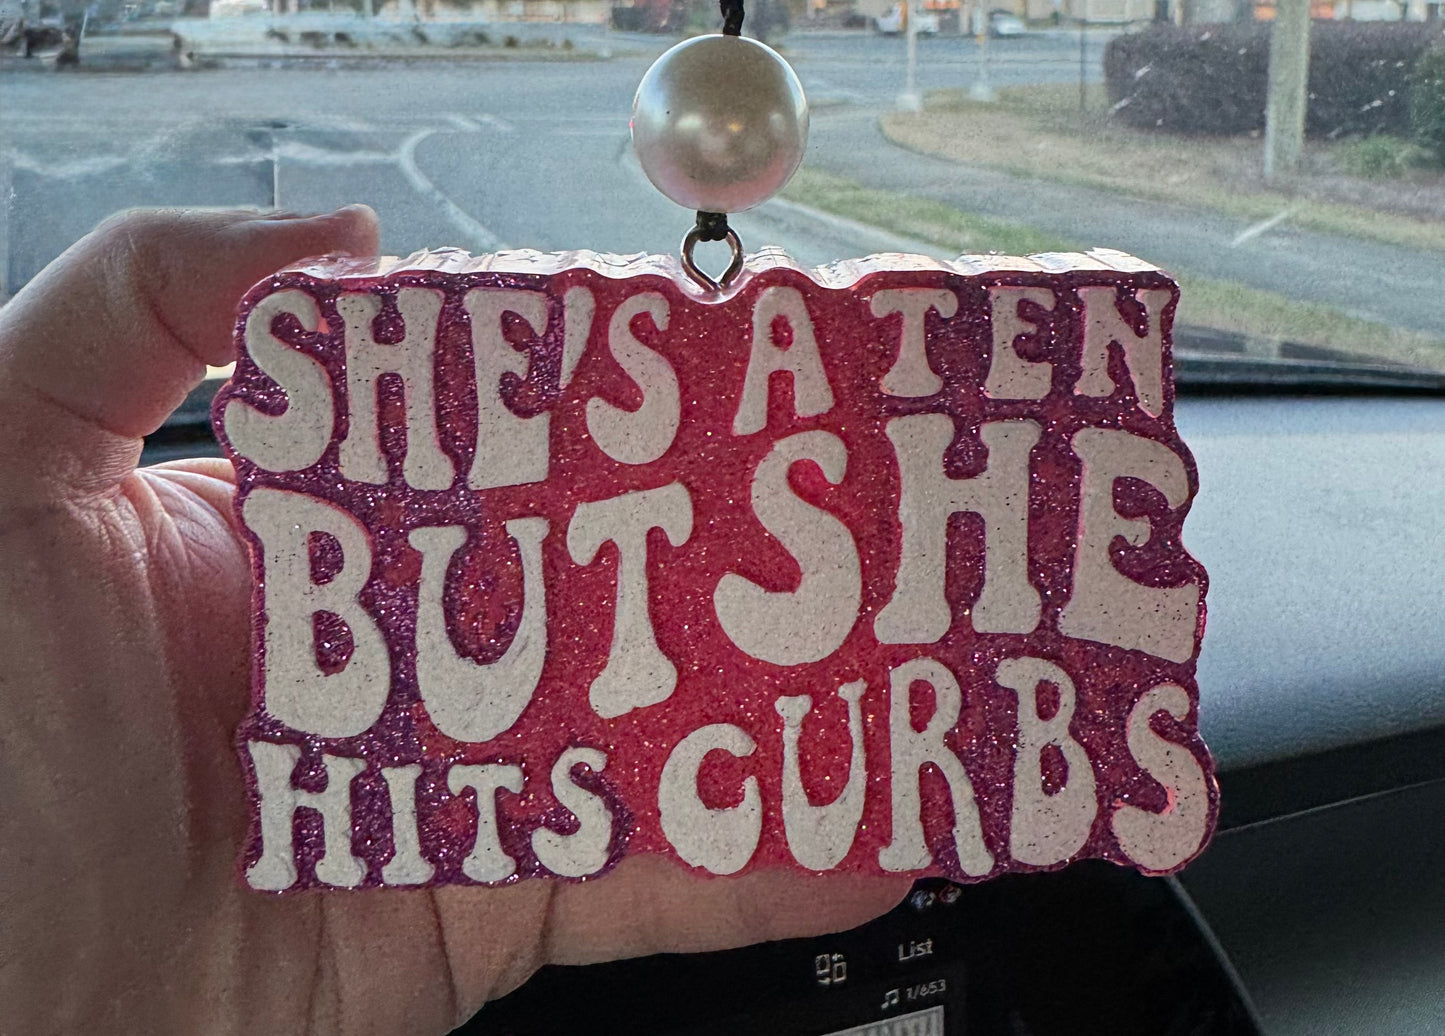 SHE'S A TEN
BUT SHE
HITS CURBS
List
1/653